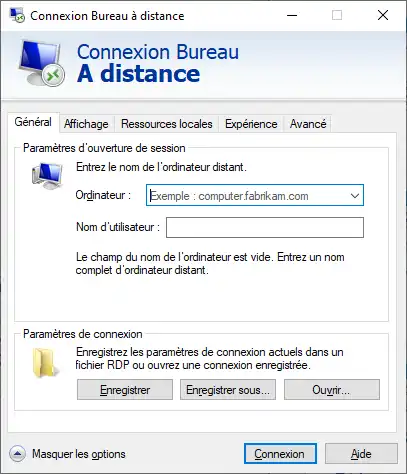 Connexion Bureau à distance
Connexion Bureau
A distance
Général Affichage Ressources locales Expérience Avancé
Paramètres d'ouverture de session
Entrez le nom de l'ordinateur distant.
Ordinateur : Exemple : computer.fabrikam.com
Nom d'utilisateur :
Le champ du nom de l'ordinateur est vide. Entrez un nom
complet d'ordinateur distant.
Paramètres de connexion
Enregistrez les paramètres de connexion actuels dans un
fichier RDP ou ouvrez une connexion enregistrée.
Enregistrer Enregistrer sous... Ouvrir...
Masquer les options Connexion Aide